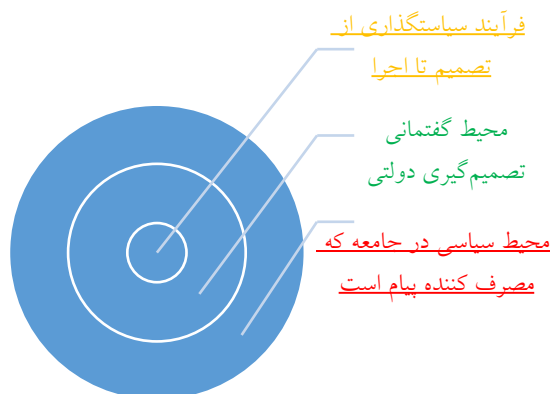 فرآیند سیاستگذاری از
تصمیم تا اجرا
محیط گفتمانی
تصمیم‌گیری دولتی
محیط سیاسی در جامعه که
مصرف کننده پیام است